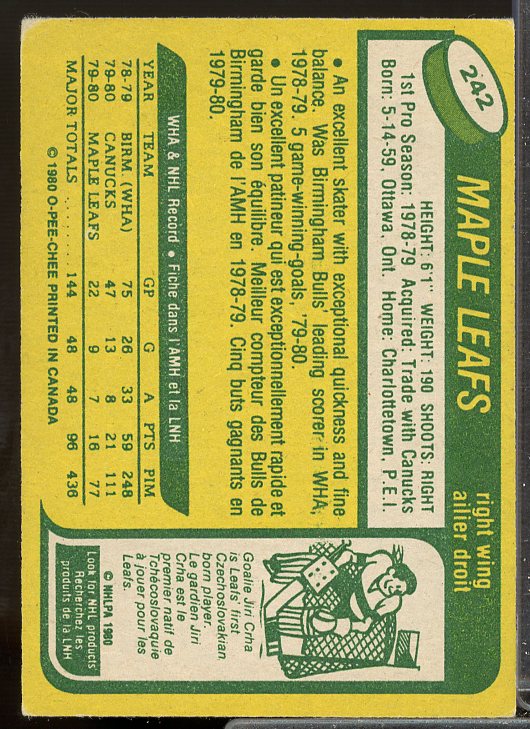 242
MAPLE LEAFS
right wing
ailier droit
HEIGHT: 6'1" WEIGHT: 190 SHOOTS: RIGHT
1st Pro Season: 1978-79 Acquired: Trade with Canucks
Born: 5-14-59, Ottawa, Ont. Home: Charlottetown, P.E.I.
• An excellent skater with exceptional quickness and fine
balance. Was Birmingham Bulls' leading scorer in WHA,
1978-79. 5 game-winning-goals, '79-80.
• Un excellent patineur qui est exceptionnellement rapide et
garde bien son équilibre. Meilleur compteur des Bulls de
Birmingham de l'AMH en 1978-79. Cinq buts gagnants en
1979-80.
WHA & NHL Record • Fiche dans l'AMH et la LNH
YEAR TEAM GP G A PTS PIM
78-79 BIRM. (WHA) 75 26 33 59 248
79-80 CANUCKS 47 13 8 21 111
79-80 MAPLE LEAFS 22 9 7 16 77
MAJOR TOTALS ........ 144 48 48 96 436
© 1980 O-PEE-CHEE PRINTED IN CANADA
Goalie Jiri Crha
is Leafs' first
Czechoslovakian
born player.
Le gardien Jiri
Crha est le
premier natif de
Tchécoslovaquie
à jouer pour les
Leafs.
© NHLPA 1980
Look for NHL products
Recherchez les
produits de la LNH